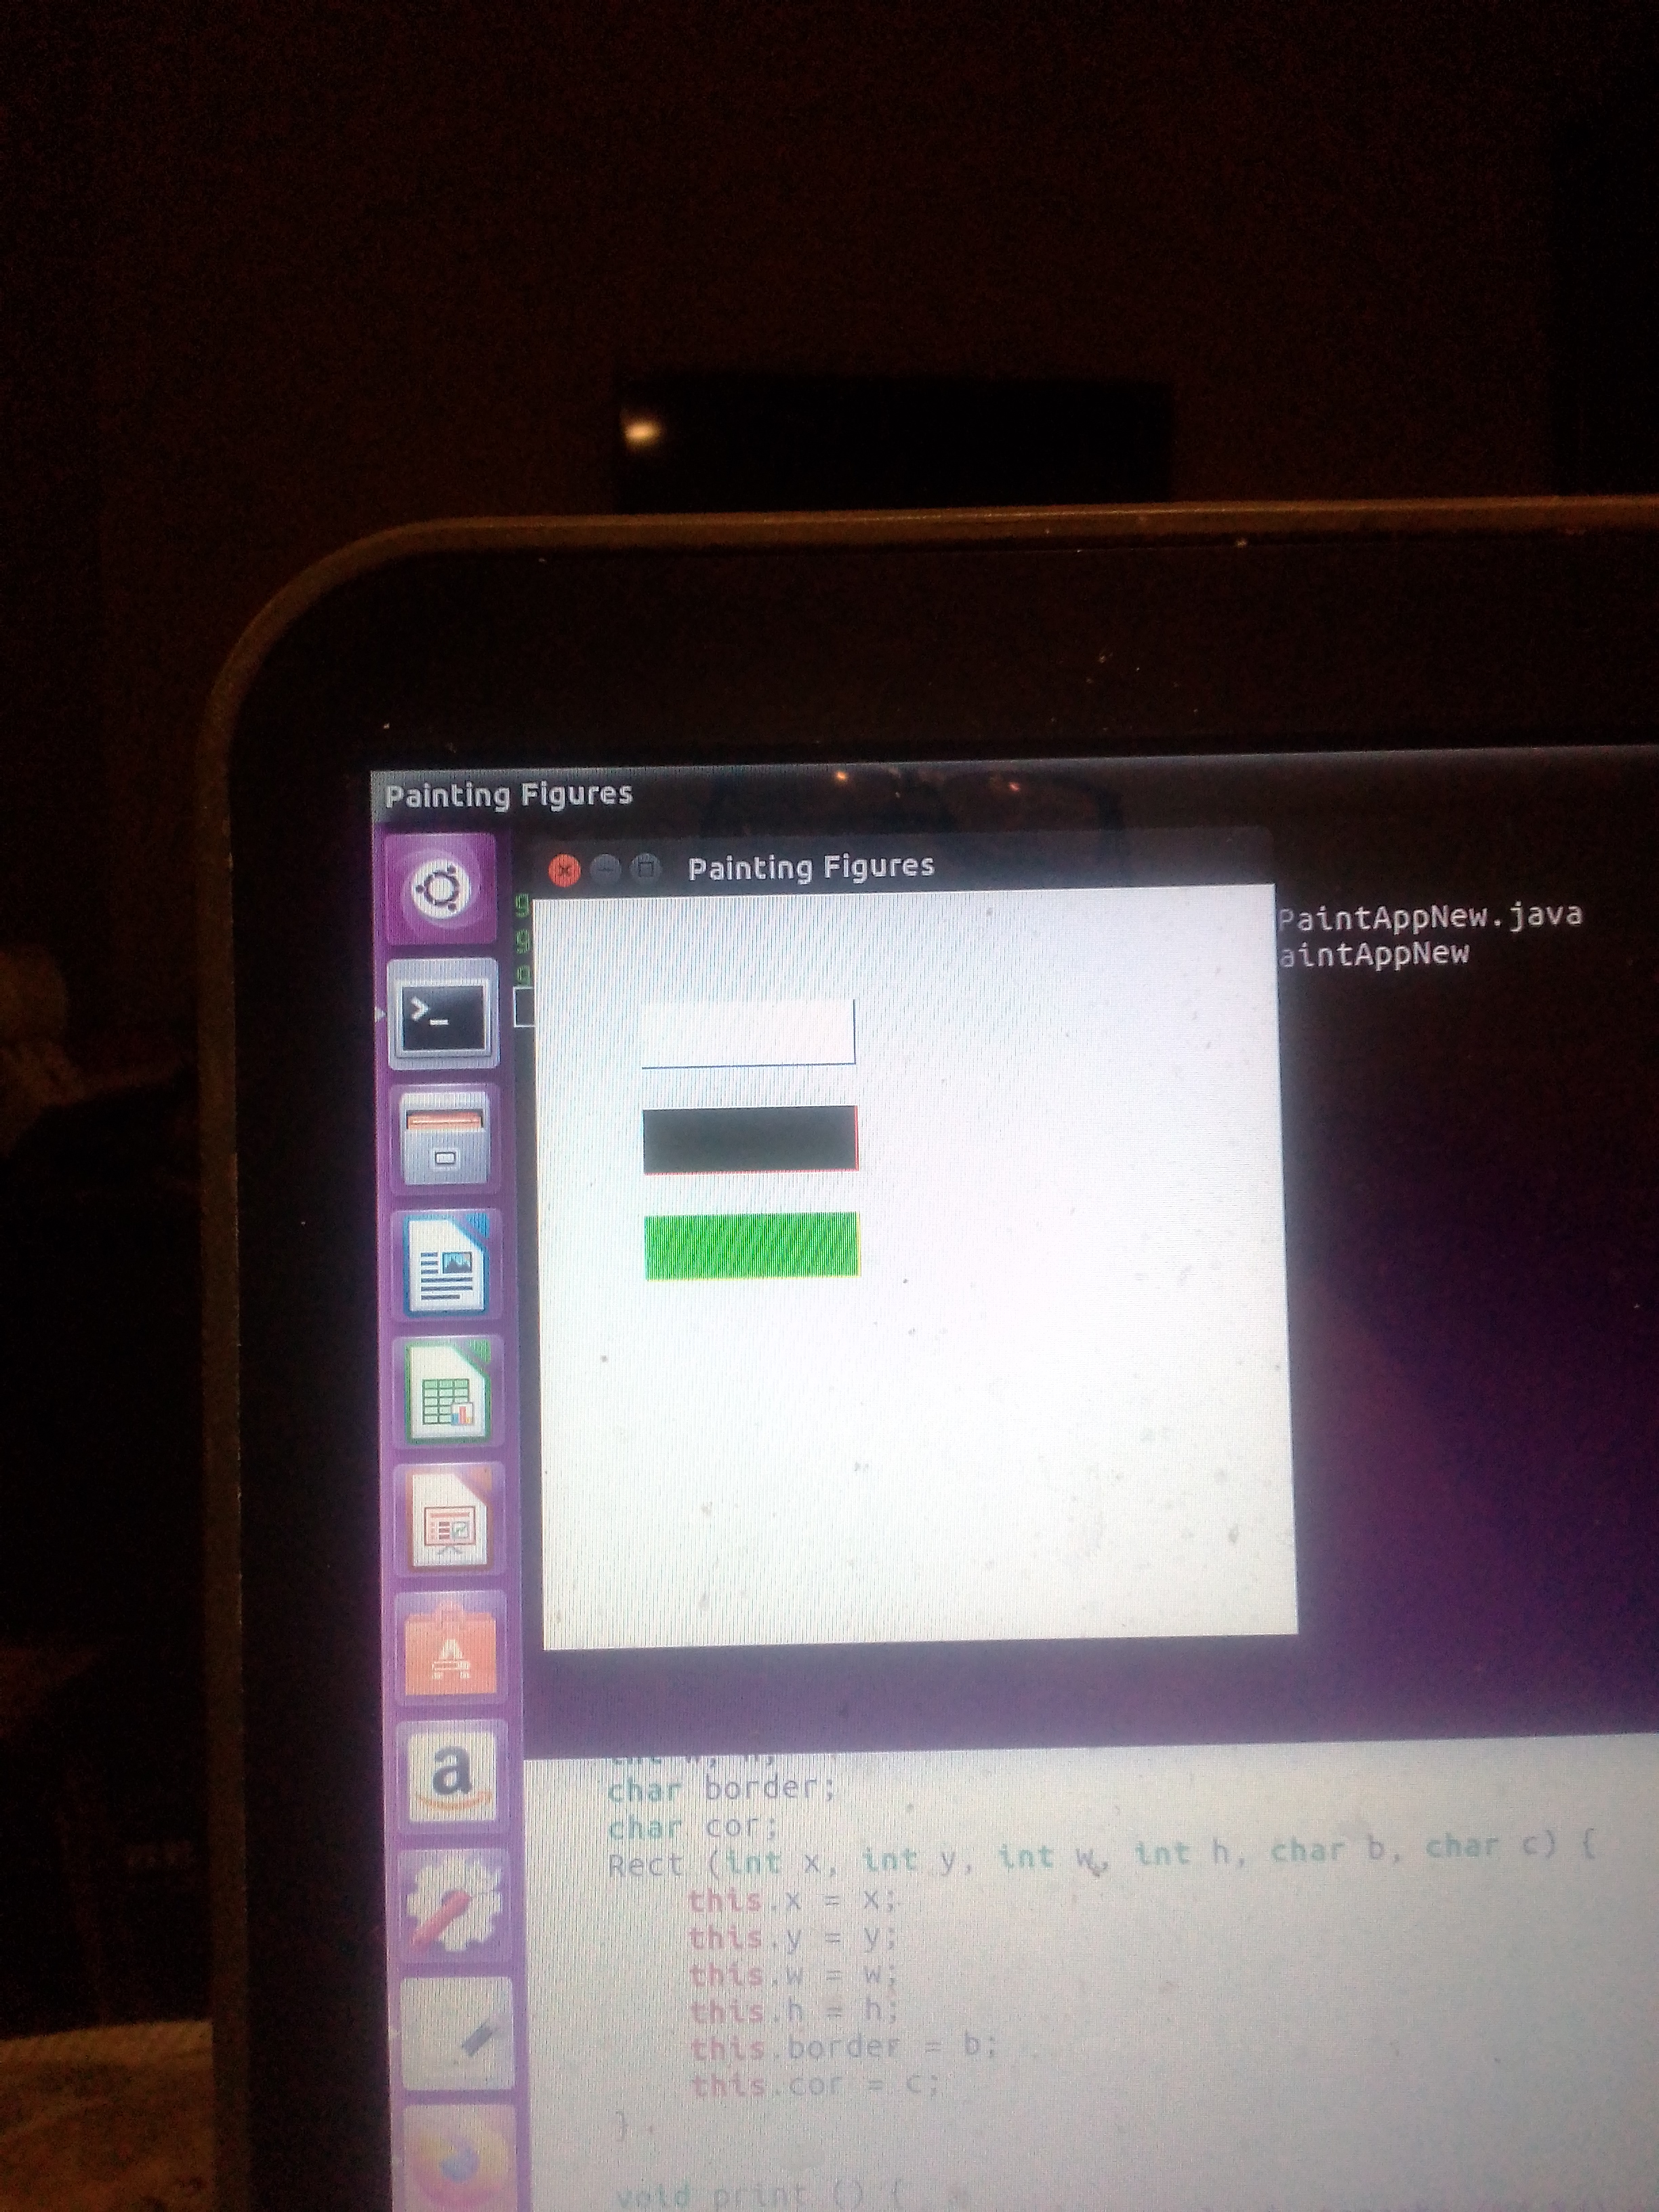 Painting Figures
Painting Figures
g
PaintAppNew.java
g
aintAppNew
g
char border;
char cor;
Rect (int x, int y, int w, int h, char b, char c) {
this.x = x;
this.y = y;
this.w = w;
this.h = h;
this.border = b;
this.cor = c;
}
void print () {